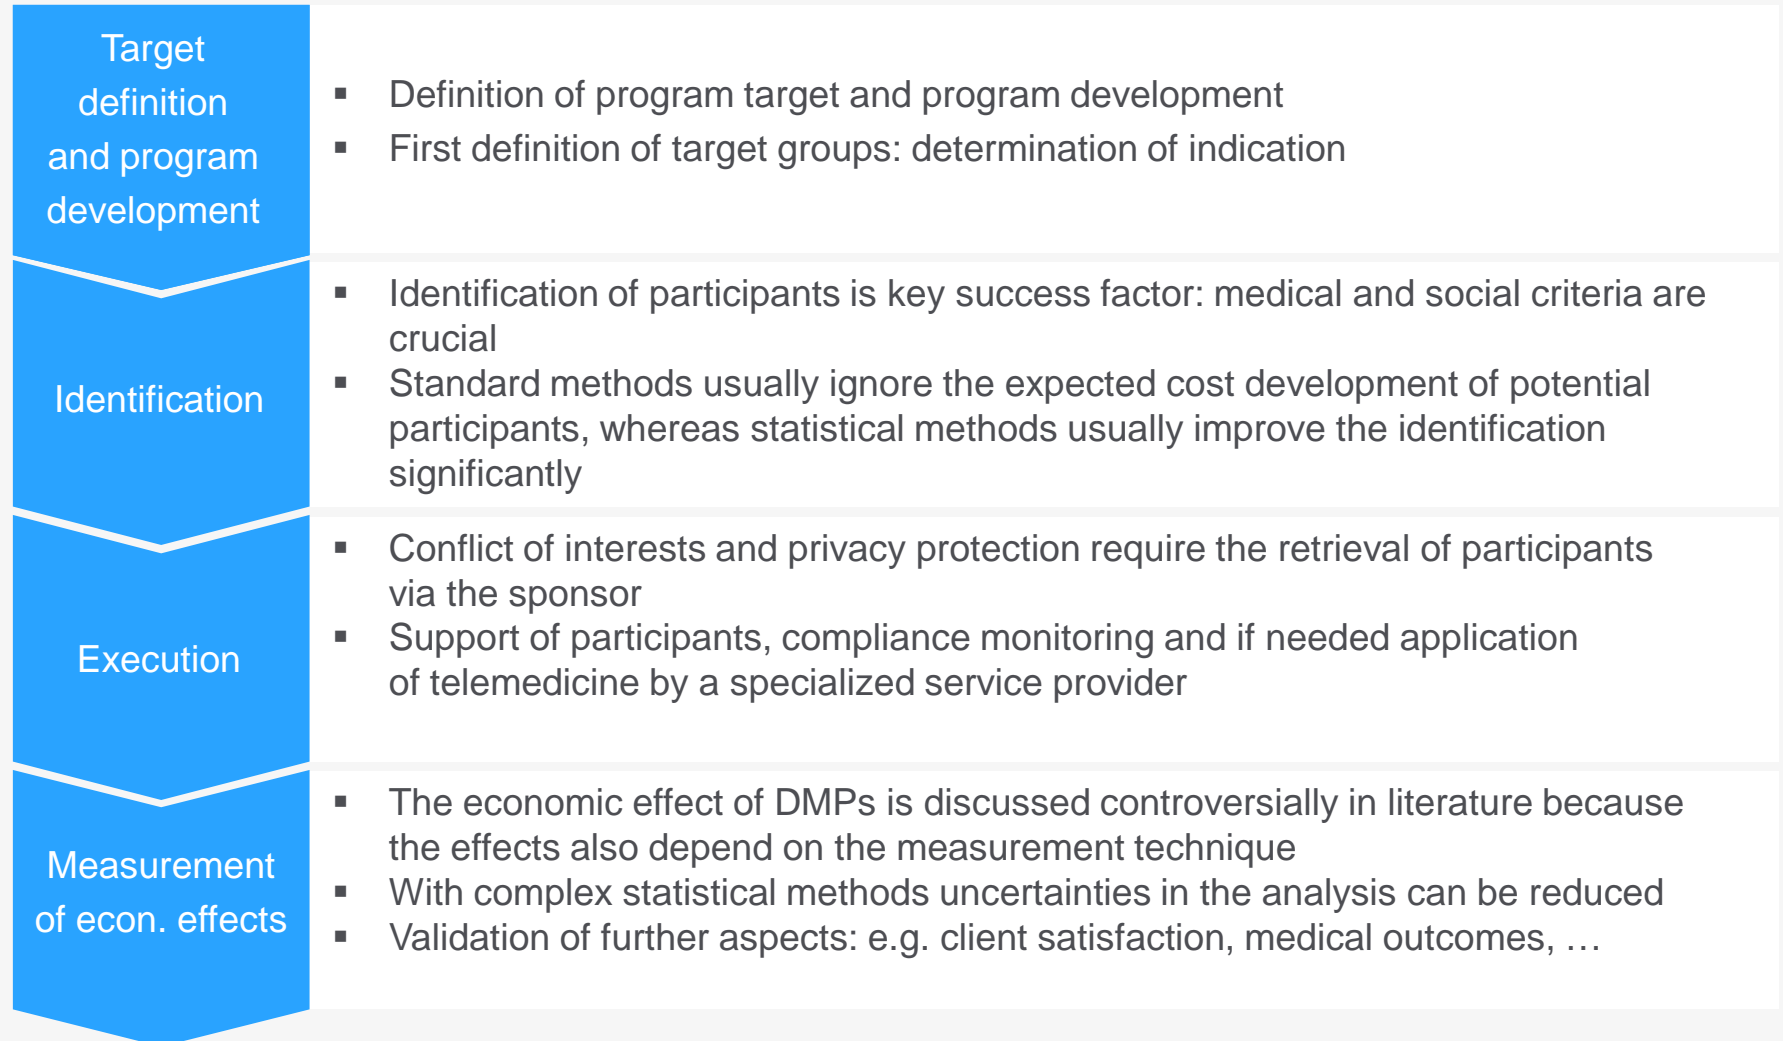 Target
definition
and program
development
▪ Definition of program target and program development
▪ First definition of target groups: determination of indication
Identification
▪ Identification of participants is key success factor: medical and social criteria are
crucial
▪ Standard methods usually ignore the expected cost development of potential
participants, whereas statistical methods usually improve the identification
significantly
Execution
▪ Conflict of interests and privacy protection require the retrieval of participants
via the sponsor
▪ Support of participants, compliance monitoring and if needed application
of telemedicine by a specialized service provider
Measurement
of econ. effects
▪ The economic effect of DMPs is discussed controversially in literature because
the effects also depend on the measurement technique
▪ With complex statistical methods uncertainties in the analysis can be reduced
▪ Validation of further aspects: e.g. client satisfaction, medical outcomes, …